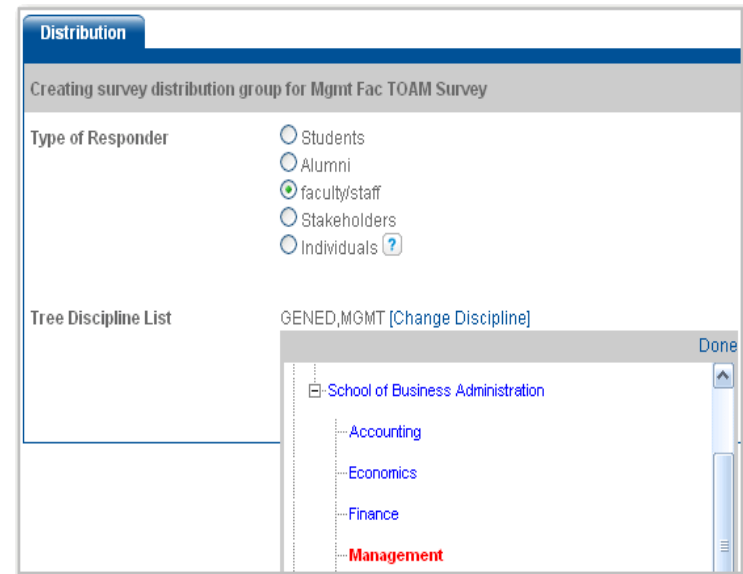 Distribution
Creating survey distribution group for Mgmt Fac TOAM Survey
Type of Responder
Students
Alumni
faculty/staff
Stakeholders
Individuals ?
Tree Discipline List
GENED,MGMT [Change Discipline]
Done
School of Business Administration
Accounting
Economics
Finance
Management